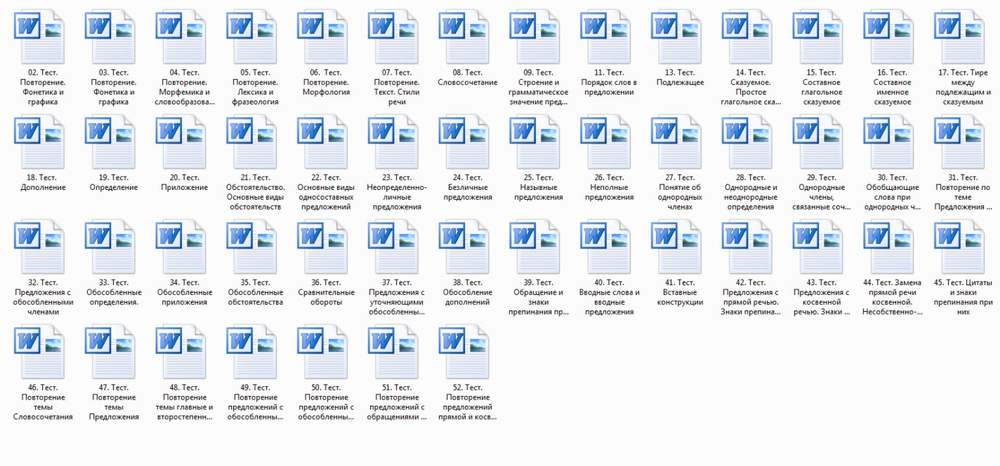 02. Тест.
Повторение.
Фонетика и
графика
03. Тест.
Повторение.
Фонетика и
графика
04. Тест.
Повторение.
Морфемика и
словообразова...
05. Тест.
Повторение.
Лексика и
фразеология
06.  Тест.
Повторение.
Морфология
07. Тест.
Повторение.
Текст. Стили
речи
08. Тест.
Словосочетание
09. Тест.
Строение и
грамматическое
значение пред...
11. Тест.
Порядок слов в
предложении
13. Тест.
Подлежащее
14. Тест.
Сказуемое.
Простое
глагольное ска...
15. Тест.
Составное
глагольное
сказуемое
16. Тест.
Составное
именное
сказуемое
17. Тест. Тире
между
подлежащим и
сказуемым
18. Тест.
Дополнение
19. Тест.
Определение
20. Тест.
Приложение
21. Тест.
Обстоятельство.
Основные виды
обстоятельств
22. Тест.
Основные виды
односоставных
предложений
23. Тест.
Неопределенно-
личные
предложения
24. Тест.
Безличные
предложения
25. Тест.
Назывные
предложения
26. Тест.
Неполные
предложения
27. Тест.
Понятие об
однородных
членах
28. Тест.
Однородные и
неоднородные
определения
29. Тест.
Однородные
члены,
связанные соч...
30. Тест.
Обобщающие
слова при
однородных ч...
31. Тест.
Повторение по
теме
Предложения ...
32. Тест.
Предложения с
обособленными
членами
33. Тест.
Обособленные
определения.
34. Тест.
Обособленные
приложения
35. Тест.
Обособленные
обстоятельства
36. Тест.
Сравнительные
обороты
37. Тест.
Предложения с
уточняющими
обособленны...
38. Тест.
Обособление
дополнений
39. Тест.
Обращение и
знаки
препинания пр...
40. Тест.
Вводные слова и
вводные
предложения
41. Тест.
Вставные
конструкции
42. Тест.
Предложения с
прямой речью.
Знаки препина...
43. Тест.
Предложения с
косвенной
речью. Знаки ...
44. Тест. Замена
прямой речи
косвенной.
Несобственно-...
45. Тест. Цитаты
и знаки
препинания при
них
46. Тест.
Повторение
темы
Словосочетания
47. Тест.
Повторение
темы
Предложения
48. Тест.
Повторение
темы главные и
второстепенн...
49. Тест.
Повторение
предложений с
обособленны...
50. Тест.
Повторение
предложений с
обособленны...
51. Тест.
Повторение
предложений с
обращениями ...
52. Тест.
Повторение
предложений
прямой и косв...